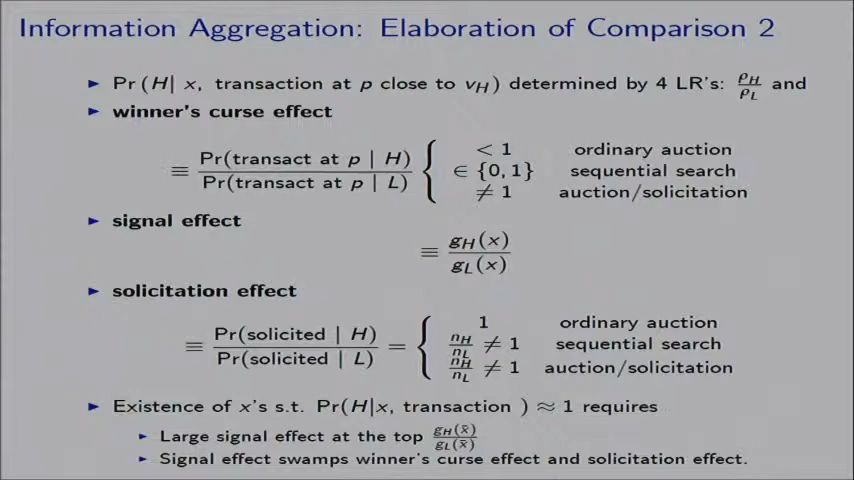 Information Aggregation: Elaboration of Comparison 2
► Pr (H| x, transaction at p close to v_H) determined by 4 LR's: ρ_H/ρ_L and
► winner's curse effect
≡ Pr(transact at p | H)/Pr(transact at p | L) { < 1 ordinary auction
∈ {0, 1} sequential search
≠ 1 auction/solicitation
► signal effect
≡ g_H(x)/g_L(x)
► solicitation effect
≡ Pr(solicited | H)/Pr(solicited | L) = { 1 ordinary auction
n_H/n_L ≠ 1 sequential search
n_H/n_L ≠ 1 auction/solicitation
► Existence of x's s.t. Pr(H|x, transaction ) ≈ 1 requires
► Large signal effect at the top g_H(x̄)/g_L(x̄)
► Signal effect swamps winner's curse effect and solicitation effect.